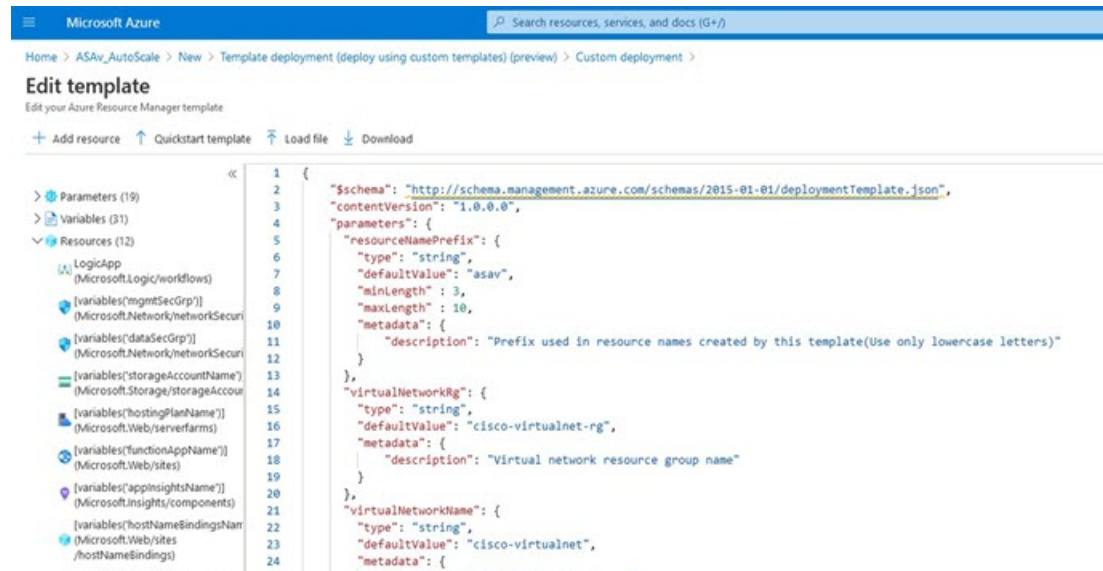 Microsoft Azure
Search resources, services, and docs (G+/)
Home > ASAv_AutoScale > New > Template deployment (deploy using custom templates) (preview) > Custom deployment >
Edit template
Edit your Azure Resource Manager template
Add resource Quickstart template Load file Download
«
Parameters (19)
Variables (31)
Resources (12)
LogicApp
(Microsoft.Logic/workflows)
[variables('mgmtSecGrp')]
(Microsoft.Network/networkSecuri
[variables('dataSecGrp')]
(Microsoft.Network/networkSecuri
[variables('storageAccountName')
(Microsoft.Storage/storageAccour
[variables('hostingPlanName')]
(Microsoft.Web/serverfarms)
[variables('functionAppName')]
(Microsoft.Web/sites)
[variables('appInsightsName')]
(Microsoft.Insights/components)
[variables('hostNameBindingsNam
(Microsoft.Web/sites
/hostNameBindings)
1 {
2 "$schema": "http://schema.management.azure.com/schemas/2015-01-01/deploymentTemplate.json",
3 "contentVersion": "1.0.0.0",
4 "parameters": {
5 "resourceNamePrefix": {
6 "type": "string",
7 "defaultValue": "asav",
8 "minLength" : 3,
9 "maxLength" : 10,
10 "metadata": {
11 "description": "Prefix used in resource names created by this template(Use only lowercase letters)"
12 }
13 },
14 "virtualNetworkRg": {
15 "type": "string",
16 "defaultValue": "cisco-virtualnet-rg",
17 "metadata": {
18 "description": "Virtual network resource group name"
19 }
20 },
21 "virtualNetworkName": {
22 "type": "string",
23 "defaultValue": "cisco-virtualnet",
24 "metadata": {